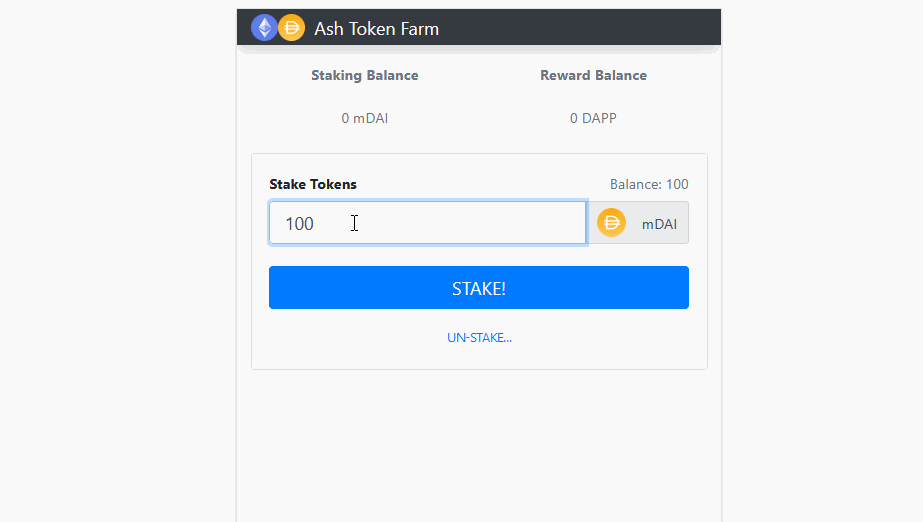 Ash Token Farm
Staking Balance Reward Balance
0 mDAI 0 DAPP
Stake Tokens Balance: 100
100 mDAI
STAKE!
UN-STAKE...